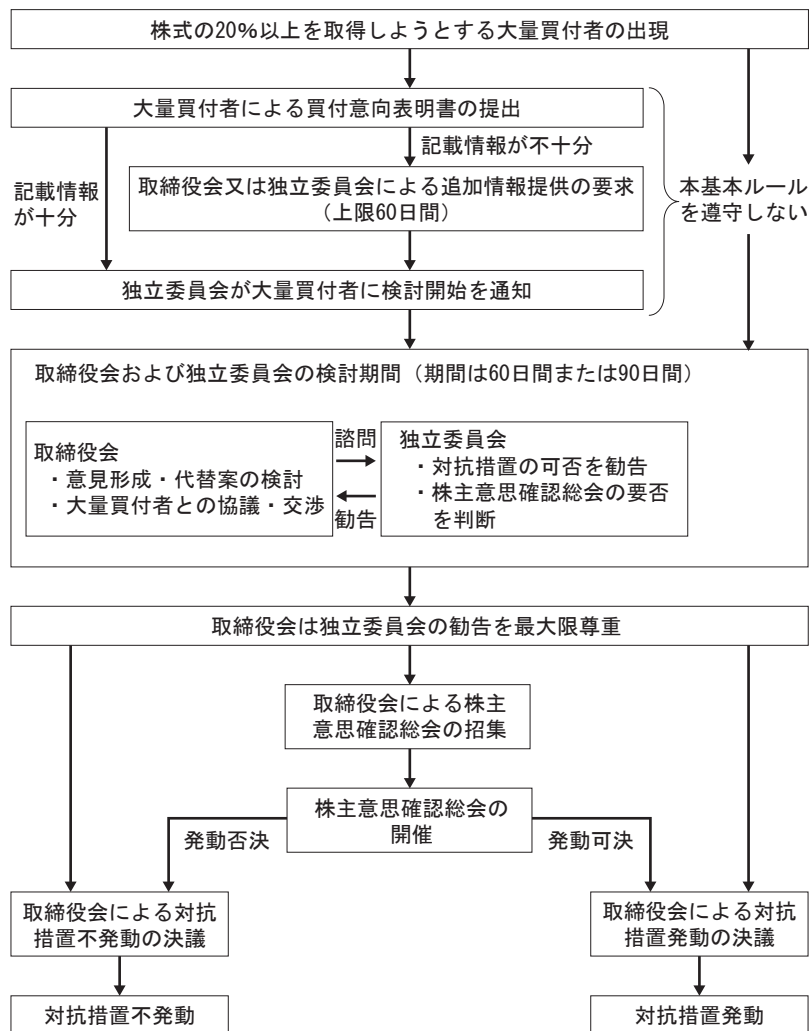 株式の20％以上を取得しようとする大量買付者の出現
大量買付者による買付意向表明書の提出
記載情報が不十分
記載情報
が十分
取締役会又は独立委員会による追加情報提供の要求
（上限60日間）
本基本ルール
を遵守しない
独立委員会が大量買付者に検討開始を通知
取締役会および独立委員会の検討期間（期間は60日間または90日間）
取締役会
・意見形成・代替案の検討
・大量買付者との協議・交渉
諮問
勧告
独立委員会
・対抗措置の可否を勧告
・株主意思確認総会の要否
を判断
取締役会は独立委員会の勧告を最大限尊重
取締役会による株主
意思確認総会の招集
株主意思確認総会の
開催
発動否決
発動可決
取締役会による対抗
措置不発動の決議
取締役会による対抗
措置発動の決議
対抗措置不発動
対抗措置発動